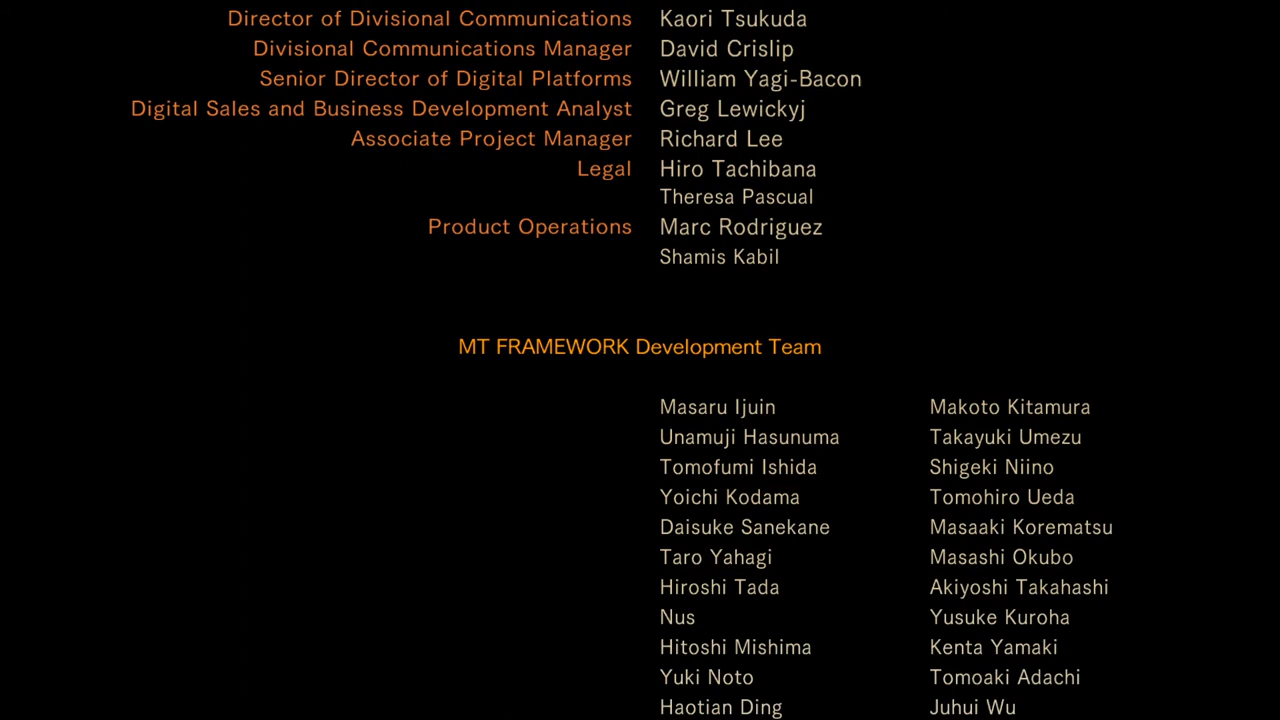 Director of Divisional Communications Kaori Tsukuda
Divisional Communications Manager David Crislip
Senior Director of Digital Platforms William Yagi-Bacon
Digital Sales and Business Development Analyst Greg Lewickyj
Associate Project Manager Richard Lee
Legal Hiro Tachibana
Theresa Pascual
Product Operations Marc Rodriguez
Shamis Kabil
MT FRAMEWORK Development Team
Masaru Ijuin Makoto Kitamura
Unamuji Hasunuma Takayuki Umezu
Tomofumi Ishida Shigeki Niino
Yoichi Kodama Tomohiro Ueda
Daisuke Sanekane Masaaki Korematsu
Taro Yahagi Masashi Okubo
Hiroshi Tada Akiyoshi Takahashi
Nus Yusuke Kuroha
Hitoshi Mishima Kenta Yamaki
Yuki Noto Tomoaki Adachi
Haotian Ding Juhui Wu